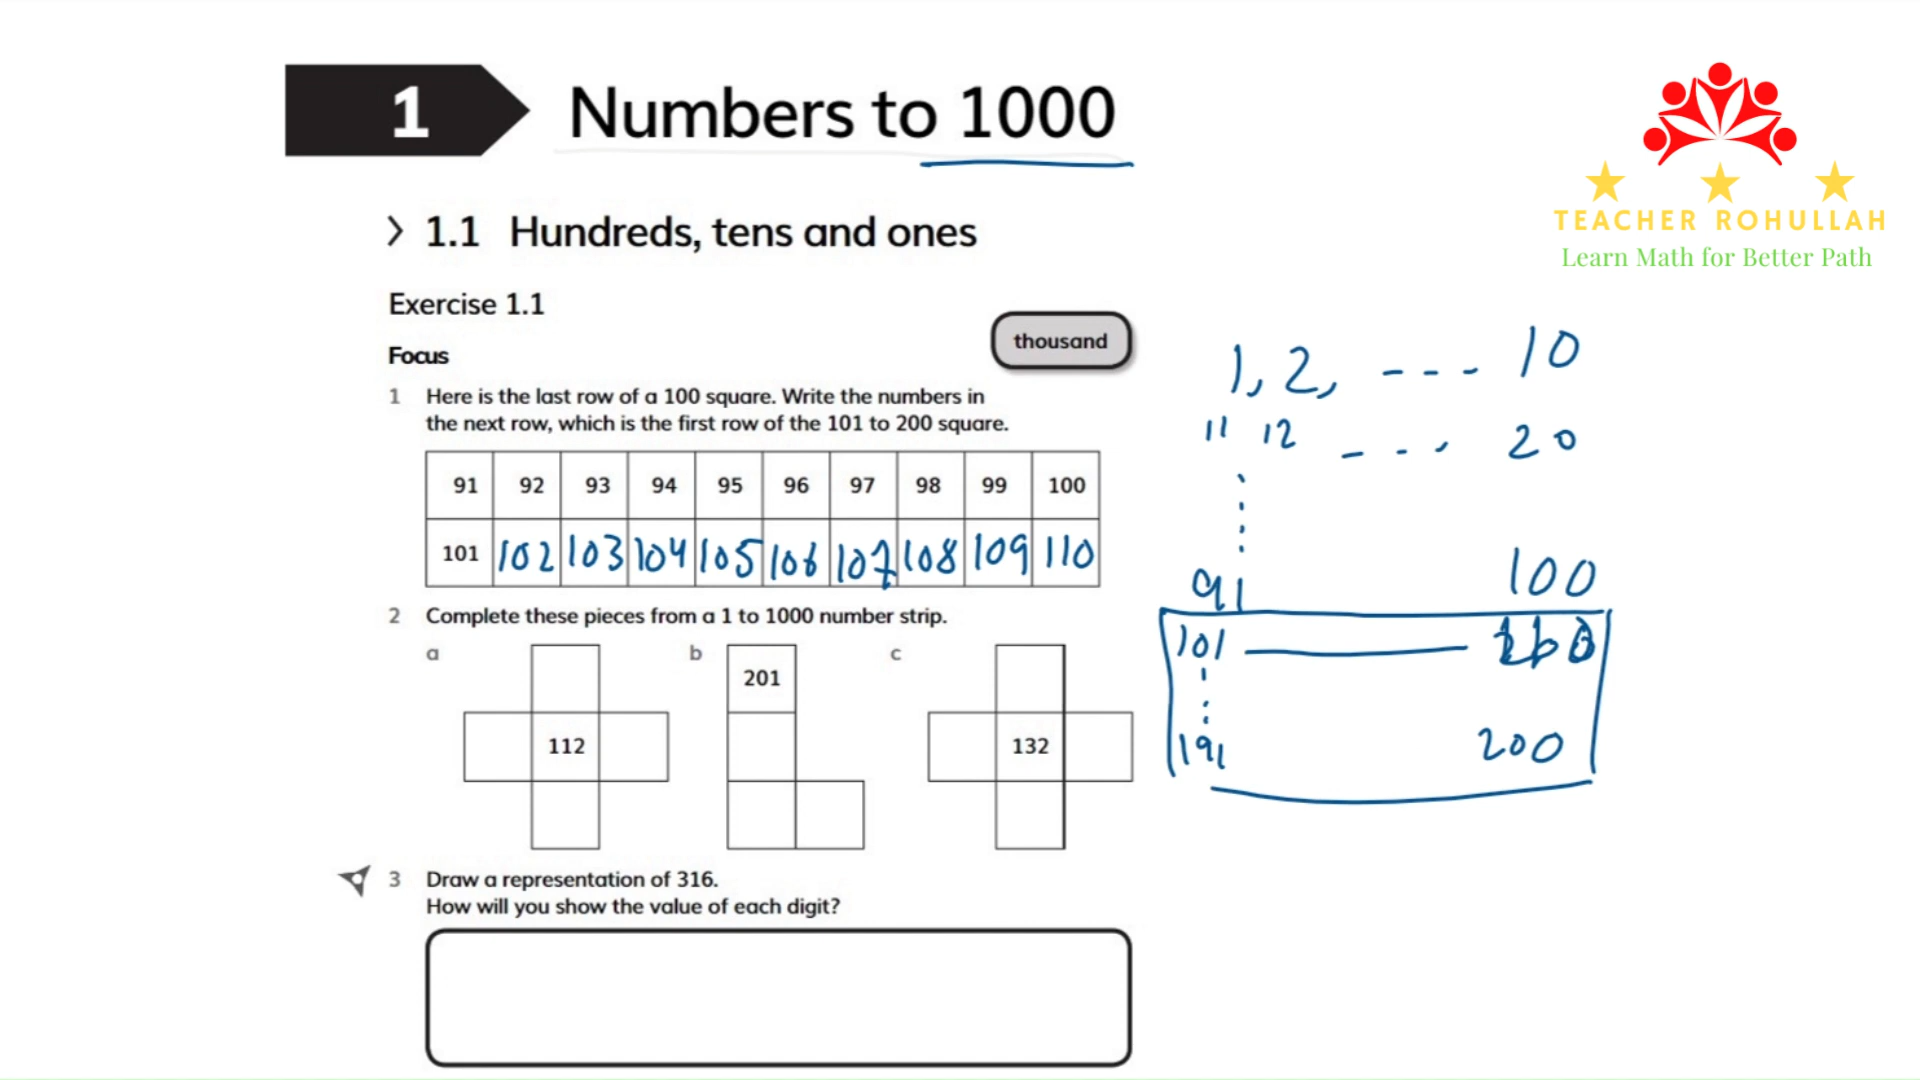 1 Numbers to 1000
TEACHER ROHULLAH
Learn Math for Better Path
1.1 Hundreds, tens and ones
Exercise 1.1
thousand
Focus
1 Here is the last row of a 100 square. Write the numbers in
the next row, which is the first row of the 101 to 200 square.
91 92 93 94 95 96 97 98 99 100
101 102 103 104 105 106 107 108 109 110
2 Complete these pieces from a 1 to 1000 number strip.
a b c
201
112 132
3 Draw a representation of 316.
How will you show the value of each digit?
1, 2, --- 10
11 12 --- 20
91 100
101
191 200